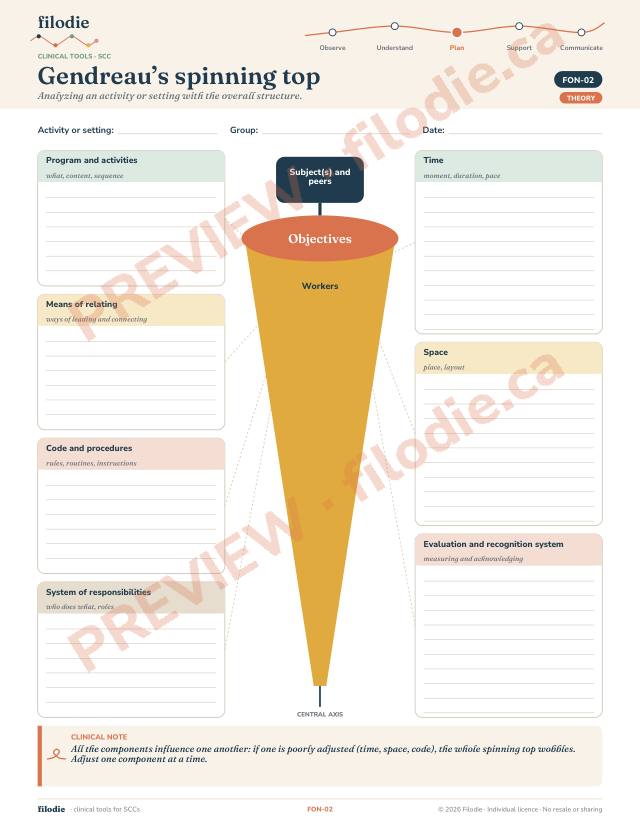 filodie
CLINICAL TOOLS · SCC
Observe
Understand
Plan
Support
Communicate
Gendreau's spinning top
Analyzing an activity or setting with the overall structure.
FON-02
THEORY
Activity or setting:
Group:
Date:
Program and activities
what, content, sequence
Means of relating
ways of leading and connecting
Code and procedures
rules, routines, instructions
System of responsibilities
who does what, roles
Subject(s) and
peers
Objectives
Workers
CENTRAL AXIS
Time
moment, duration, pace
Space
place, layout
Evaluation and recognition system
measuring and acknowledging
PREVIEW · filodie.ca
PREVIEW · filodie.ca
CLINICAL NOTE
All the components influence one another: if one is poorly adjusted (time, space, code), the whole spinning top wobbles.
Adjust one component at a time.
filodie · clinical tools for SCCs
FON-02
© 2026 Filodie · Individual licence · No resale or sharing